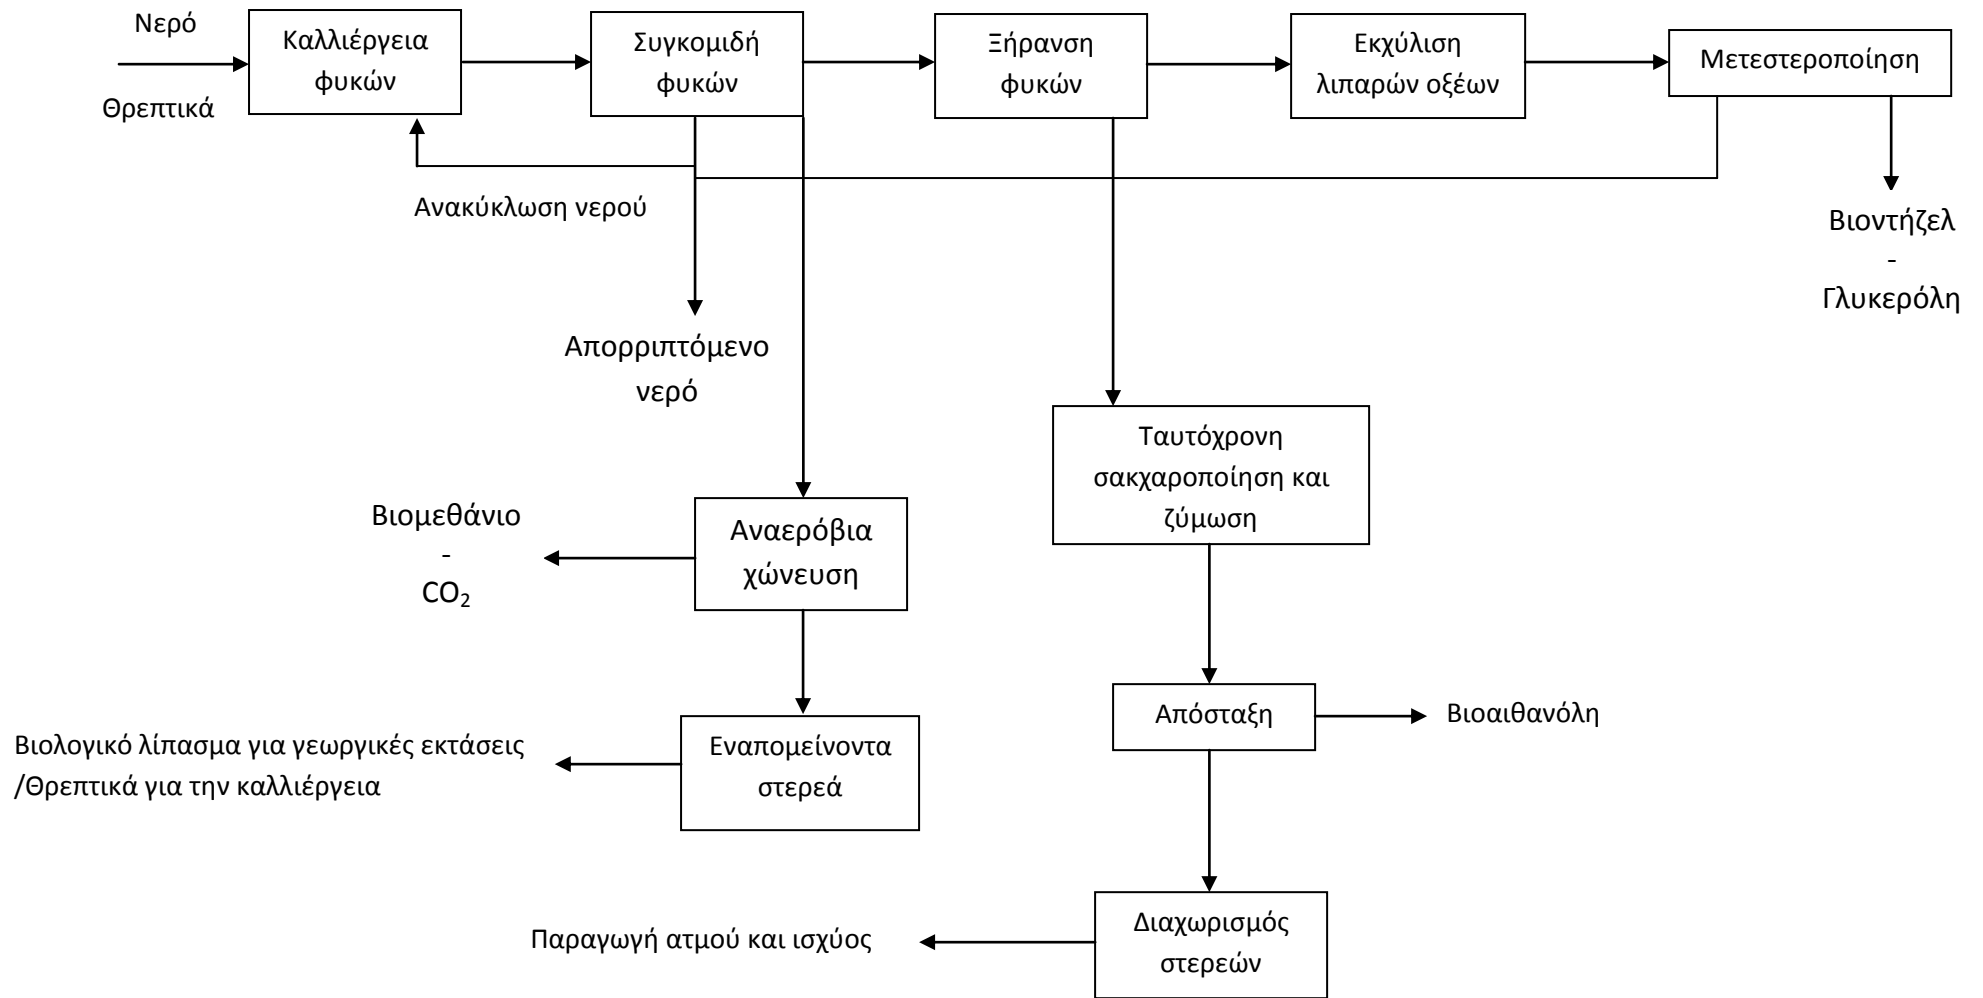 Νερό
Θρεπτικά
Καλλιέργεια
φυκών
Συγκομιδή
φυκών
Ξήρανση
φυκών
Εκχύλιση
λιπαρών οξέων
Μετεστεροποίηση
Ανακύκλωση νερού
Βιοντήζελ
-
Γλυκερόλη
Απορριπτόμενο
νερό
Ταυτόχρονη
σακχαροποίηση και
ζύμωση
Βιομεθάνιο
-
CO₂
Αναερόβια
χώνευση
Απόσταξη
Βιοαιθανόλη
Βιολογικό λίπασμα για γεωργικές εκτάσεις
/Θρεπτικά για την καλλιέργεια
Εναπομείνοντα
στερεά
Παραγωγή ατμού και ισχύος
Διαχωρισμός
στερεών